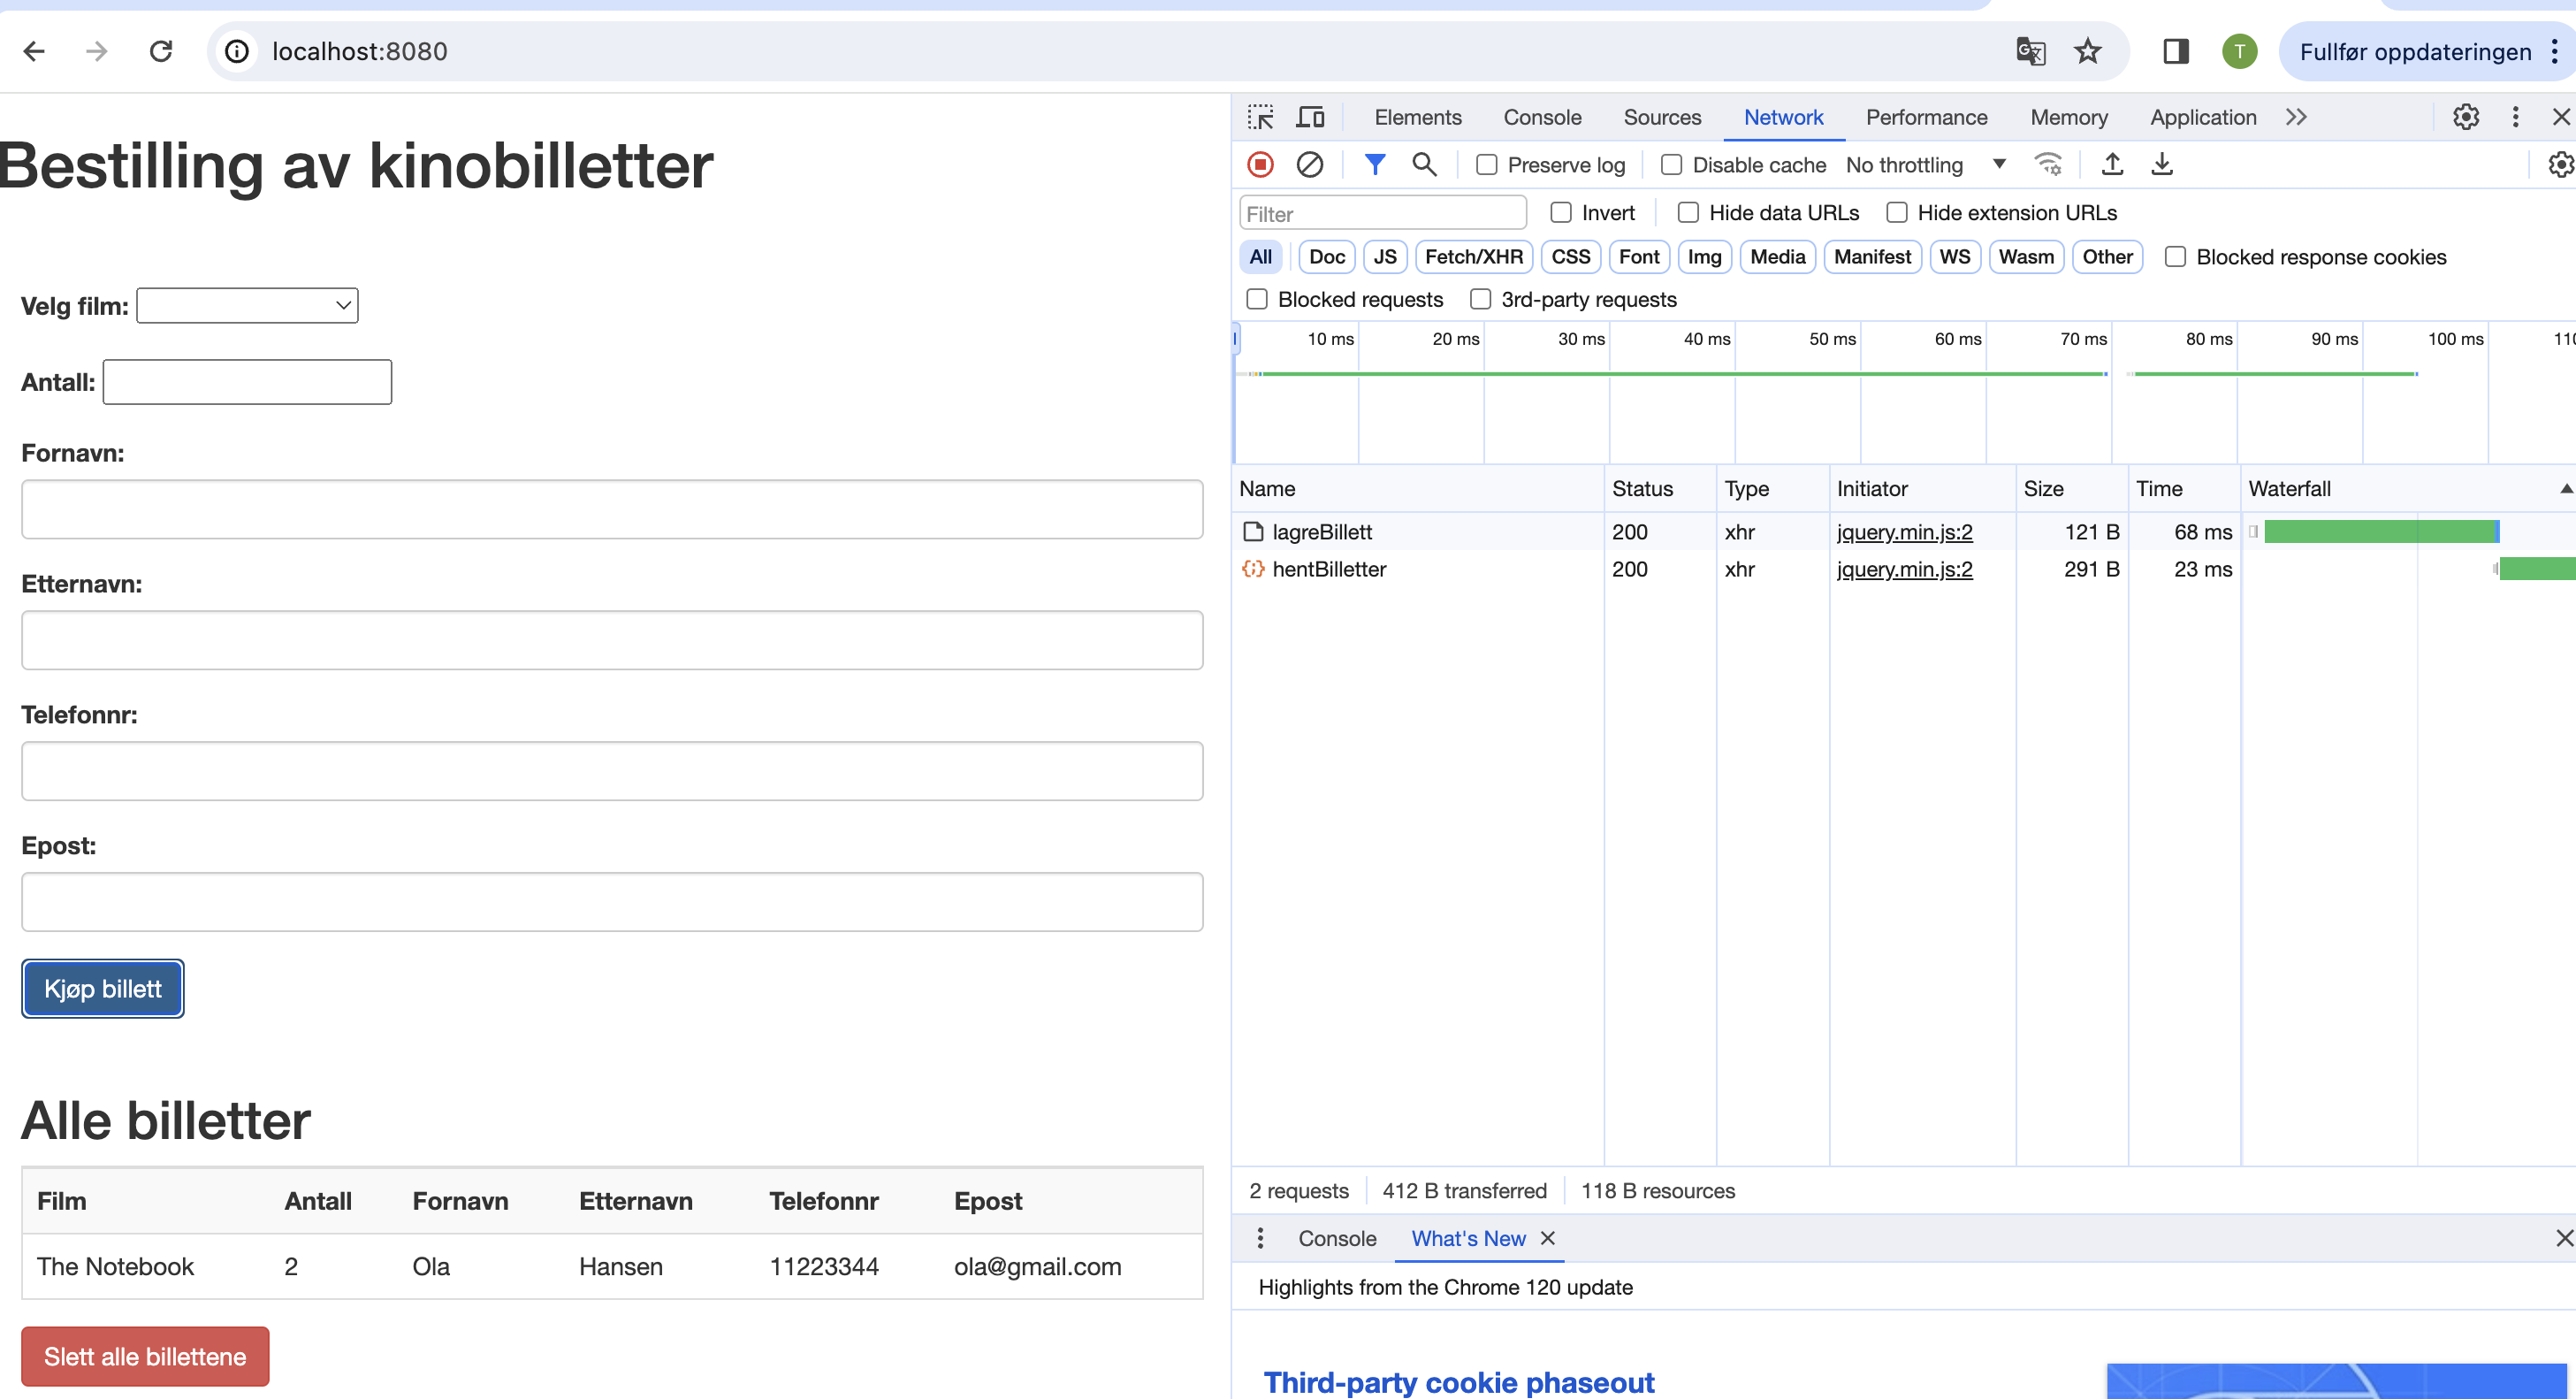 localhost:8080
T
Fullfør oppdateringen
Bestilling av kinobilletter
Velg film:
Antall:
Fornavn:
Etternavn:
Telefonnr:
Epost:
Kjøp billett
Alle billetter
Film Antall Fornavn Etternavn Telefonnr Epost
The Notebook 2 Ola Hansen 11223344 ola@gmail.com
Slett alle billettene
Elements Console Sources Network Performance Memory Application
Preserve log Disable cache No throttling
Filter Invert Hide data URLs Hide extension URLs
All Doc JS Fetch/XHR CSS Font Img Media Manifest WS Wasm Other Blocked response cookies
Blocked requests 3rd-party requests
10 ms 20 ms 30 ms 40 ms 50 ms 60 ms 70 ms 80 ms 90 ms 100 ms 110
Name Status Type Initiator Size Time Waterfall
lagreBillett 200 xhr jquery.min.js:2 121 B 68 ms
hentBilletter 200 xhr jquery.min.js:2 291 B 23 ms
2 requests 412 B transferred 118 B resources
Console What's New
Highlights from the Chrome 120 update
Third-party cookie phaseout